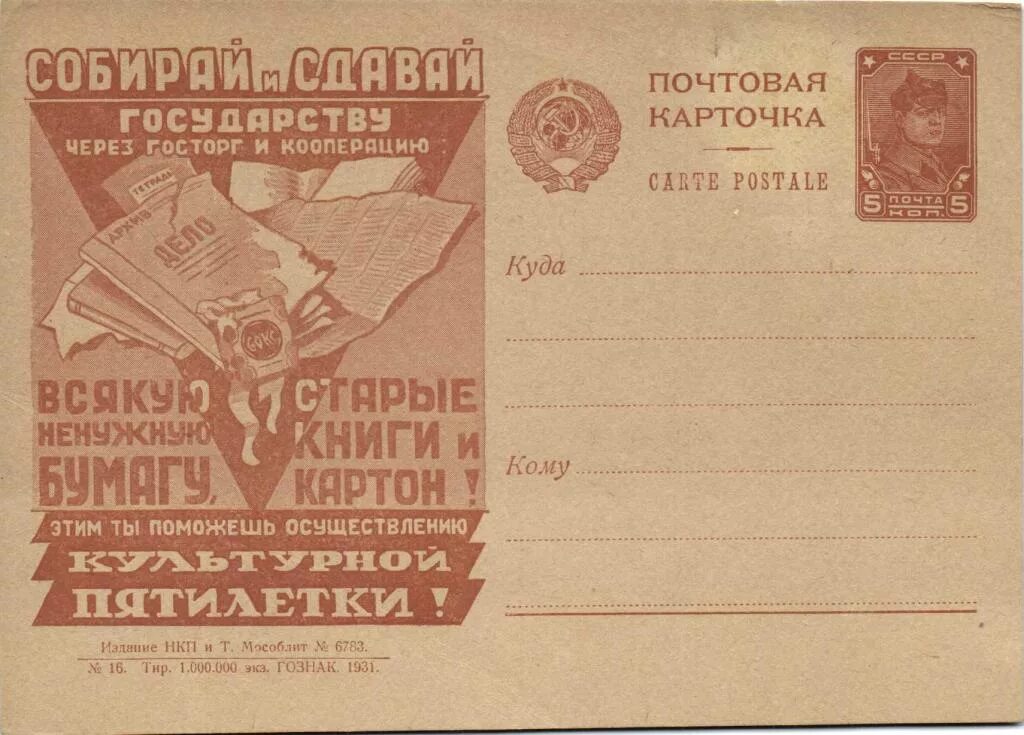 СОБИРАЙ и СДАВАЙ
ГОСУДАРСТВУ
ЧЕРЕЗ ГОСТОРГ И КООПЕРАЦИЮ:
ТЕТРАДЬ
АРХИВ
ДЕЛО
ВСЯКУЮ
НЕНУЖНУЮ
БУМАГУ,
СТАРЫЕ
КНИГИ И
КАРТОН!
ЭТИМ ТЫ ПОМОЖЕШЬ ОСУЩЕСТВЛЕНИЮ
КУЛЬТУРНОЙ
ПЯТИЛЕТКИ!
Издание НКП и Т. Мособлит № 6783.
№ 16. Тир. 1.000.000 экз. ГОЗНАК. 1931.
ПОЧТОВАЯ
КАРТОЧКА
CARTE POSTALE
СССР
5 ПОЧТА КОП. 5
Куда
Кому